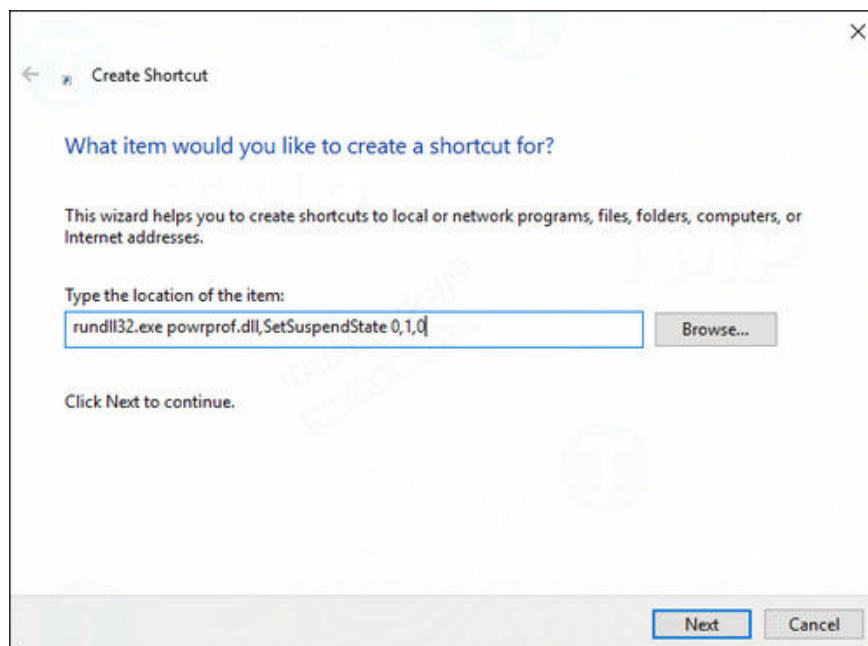 Create Shortcut
What item would you like to create a shortcut for?
This wizard helps you to create shortcuts to local or network programs, files, folders, computers, or
Internet addresses.
Type the location of the item:
rundll32.exe powrprof.dll,SetSuspendState 0,1,0
Browse...
Click Next to continue.
Next
Cancel